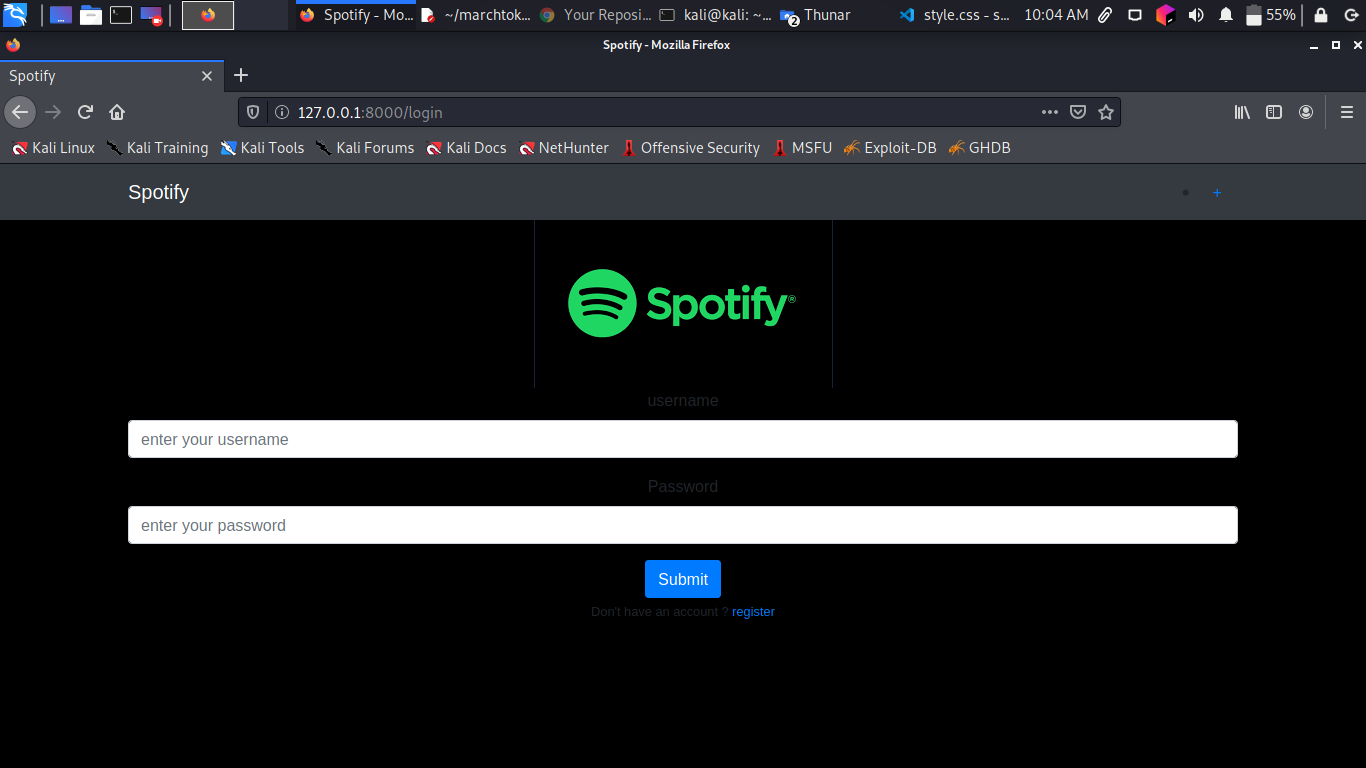 Spotify - Mo... ~/marchtok... Your Reposi... kali@kali: ~... 2 Thunar style.css - s... 10:04 AM 55%
Spotify - Mozilla Firefox
Spotify
127.0.0.1:8000/login
Kali Linux Kali Training Kali Tools Kali Forums Kali Docs NetHunter Offensive Security MSFU Exploit-DB GHDB
Spotify +
Spotify®
username
enter your username
Password
enter your password
Submit
Don't have an account ? register